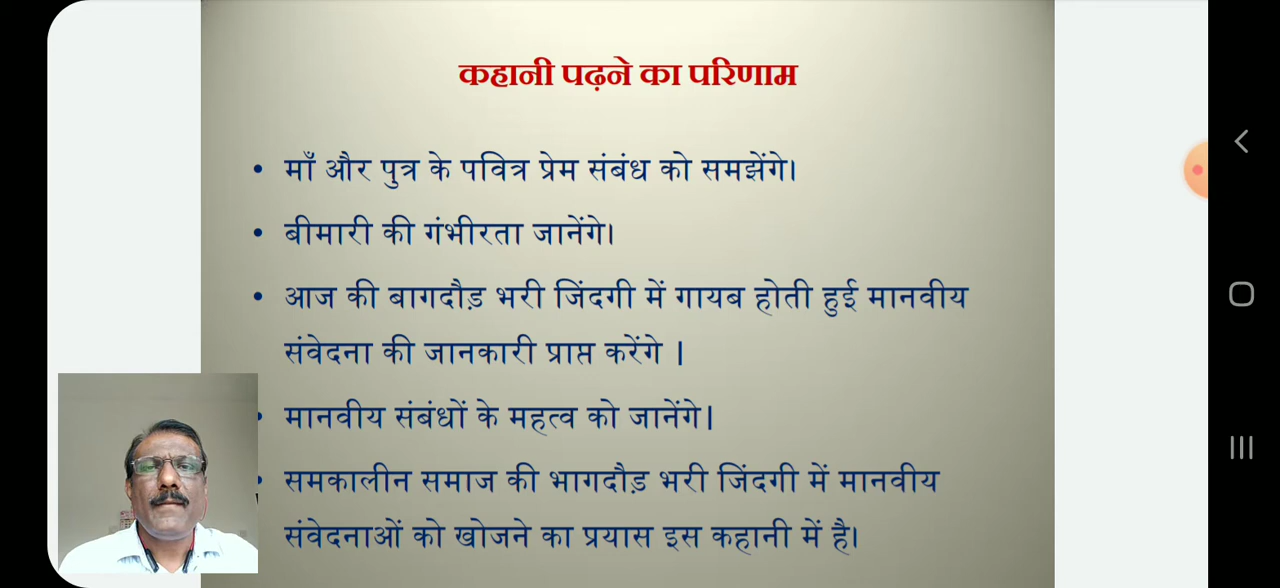 कहानी पढ़ने का परिणाम
• माँ और पुत्र के पवित्र प्रेम संबंध को समझेंगे।
• बीमारी की गंभीरता जानेंगे।
• आज की बागदौड़ भरी जिंदगी में गायब होती हुई मानवीय
संवेदना की जानकारी प्राप्त करेंगे |
• मानवीय संबंधों के महत्व को जानेंगे|
• समकालीन समाज की भागदौड़ भरी जिंदगी में मानवीय
संवेदनाओं को खोजने का प्रयास इस कहानी में है।